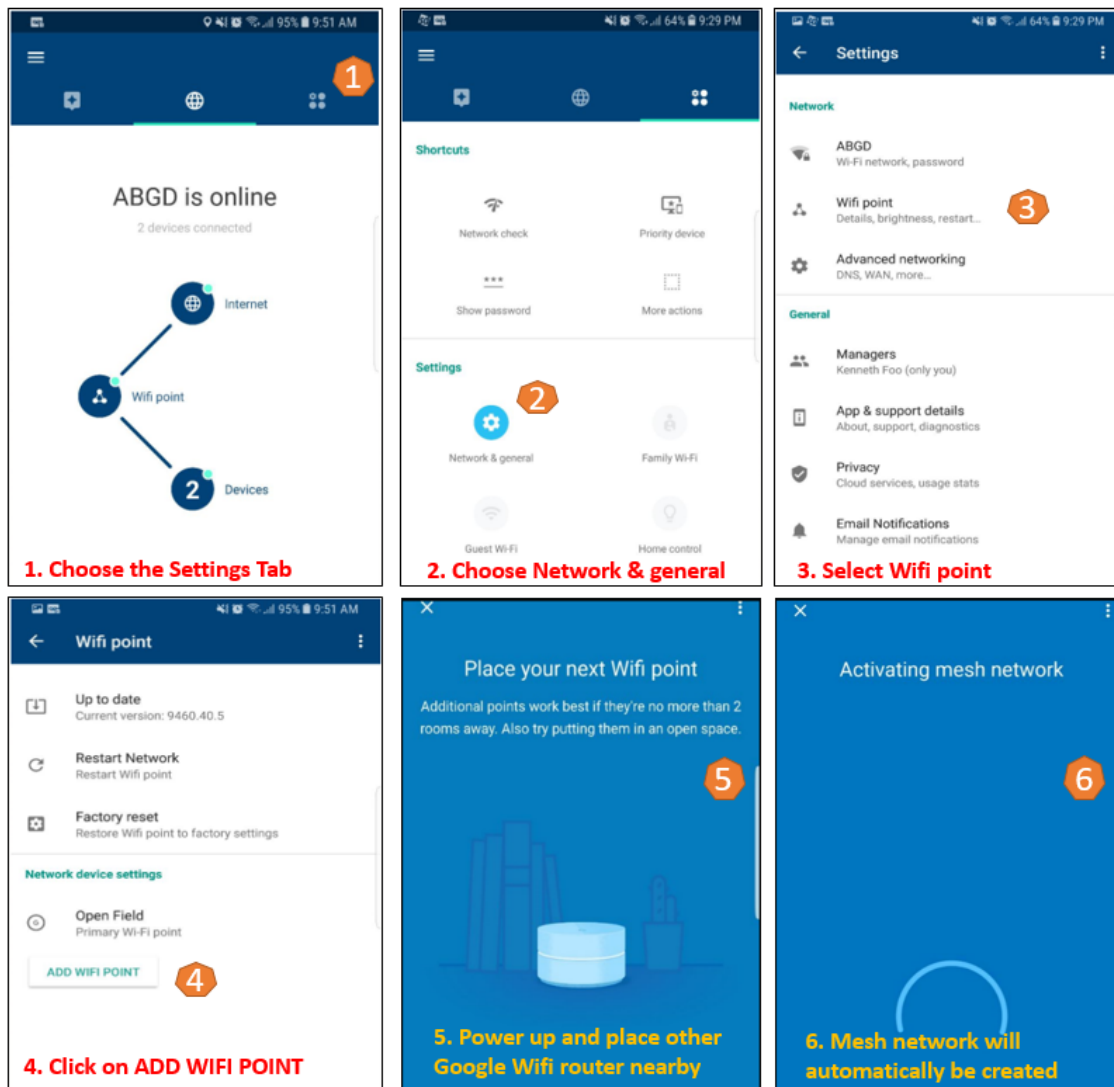 95% 9:51 AM
1
ABGD is online
2 devices connected
Internet
Wifi point
2
Devices
1. Choose the Settings Tab
64% 9:29 PM
Shortcuts
Network check
Priority device
Show password
More actions
Settings
2
Network & general
Family Wi-Fi
Guest Wi-Fi
Home control
2. Choose Network & general
64% 9:29 PM
Settings
Network
ABGD
Wi-Fi network, password
Wifi point
Details, brightness, restart...
3
Advanced networking
DNS, WAN, more...
General
Managers
Kenneth Foo (only you)
App & support details
About, support, diagnostics
Privacy
Cloud services, usage stats
Email Notifications
Manage email notifications
3. Select Wifi point
95% 9:51 AM
Wifi point
Up to date
Current version: 9460.40.5
Restart Network
Restart Wifi point
Factory reset
Restore Wifi point to factory settings
Network device settings
Open Field
Primary Wi-Fi point
ADD WIFI POINT
4
4. Click on ADD WIFI POINT
Place your next Wifi point
Additional points work best if they're no more than 2
rooms away. Also try putting them in an open space.
5
5. Power up and place other
Google Wifi router nearby
Activating mesh network
6
6. Mesh network will
automatically be created